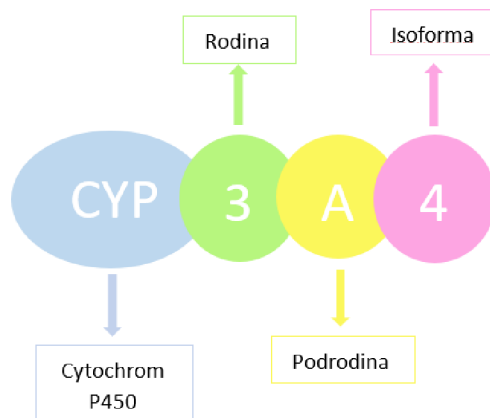 Rodina
Isoforma
CYP 3 A 4
Cytochrom
P450
Podrodina